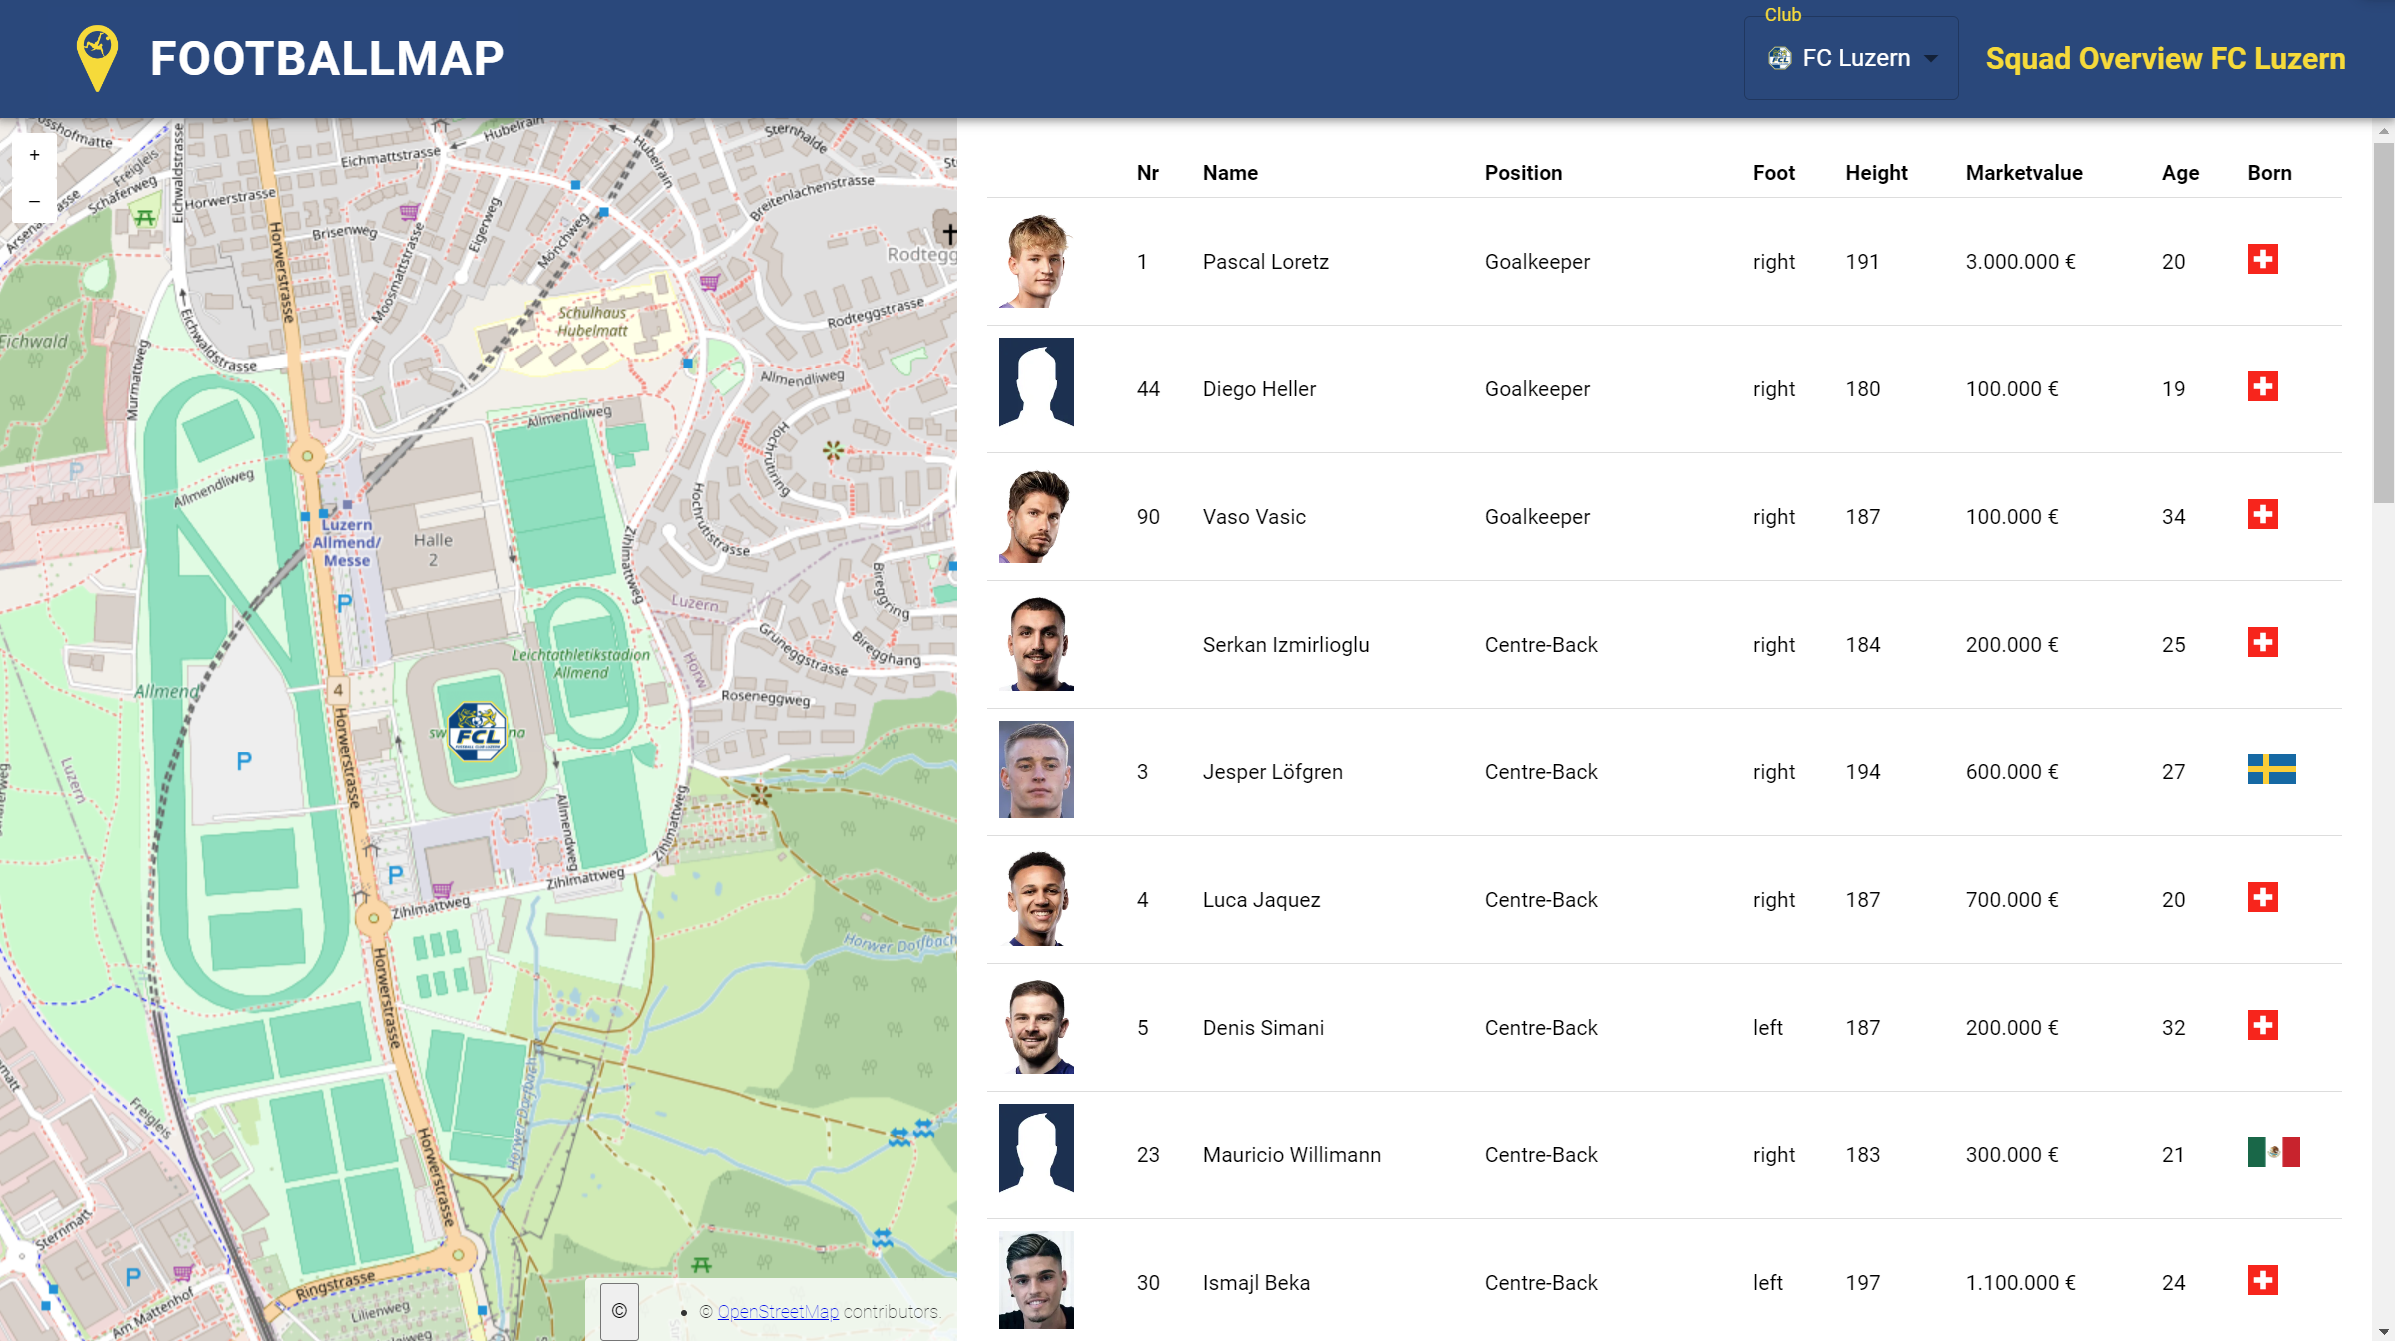 FOOTBALLMAP
Club
FC Luzern
Squad Overview FC Luzern
+
–
Hubelrain
Eichmattstrasse
Hubelrain
Sternhalde
Freigleis
Schäferweg
Eichwaldstrasse
Horwerstrasse
Brisenweg
Moosmattstrasse
Eigerweg
Mönchweg
Breitenlachenstrasse
Horwerstrasse
Schulhaus
Hubelmatt
Rodtegg
Rodteggstrasse
Eichwald
Eichwaldstrasse
Murmattweg
Allmendliweg
Allmendliweg
Allmendliweg
Hochrütiring
Hochrütistrasse
P
Luzern
Allmend/
Messe
Halle
2
P
Zihlmattweg
Luzern
Horw
Bireggring
Grüneggstrasse
Biregghang
Roseneggweg
Leichtathletikstadion
Allmend
Allmend
4
Horwerstrasse
FCL
Luzern
P
Allmendweg
Zihlmattweg
P
Zihlmattweg
Zihlmattweg
Horwerstrasse
Horwer Dorfbach
Horwer Dorfbach
Freigleis
Horwerstrasse
Sternmatt
P
Ringstrasse
Am Mattenhof
Lilienweg
©
• © OpenStreetMap contributors.
Nr Name Position Foot Height Marketvalue Age Born
1 Pascal Loretz Goalkeeper right 191 3.000.000 € 20
44 Diego Heller Goalkeeper right 180 100.000 € 19
90 Vaso Vasic Goalkeeper right 187 100.000 € 34
Serkan Izmirlioglu Centre-Back right 184 200.000 € 25
3 Jesper Löfgren Centre-Back right 194 600.000 € 27
4 Luca Jaquez Centre-Back right 187 700.000 € 20
5 Denis Simani Centre-Back left 187 200.000 € 32
23 Mauricio Willimann Centre-Back right 183 300.000 € 21
30 Ismajl Beka Centre-Back left 197 1.100.000 € 24